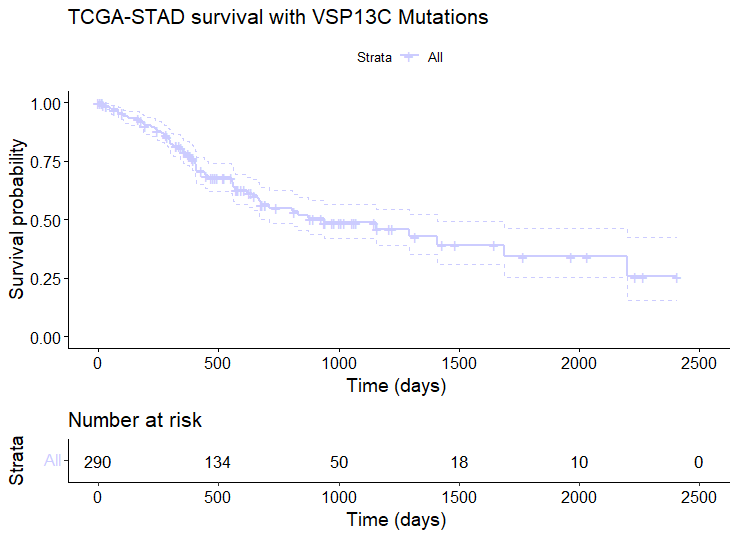 TCGA-STAD survival with VSP13C Mutations
Strata All
Survival probability
1.00
0.75
0.50
0.25
0.00
0 500 1000 1500 2000 2500
Time (days)
Number at risk
Strata
All 290 134 50 18 10 0
0 500 1000 1500 2000 2500
Time (days)